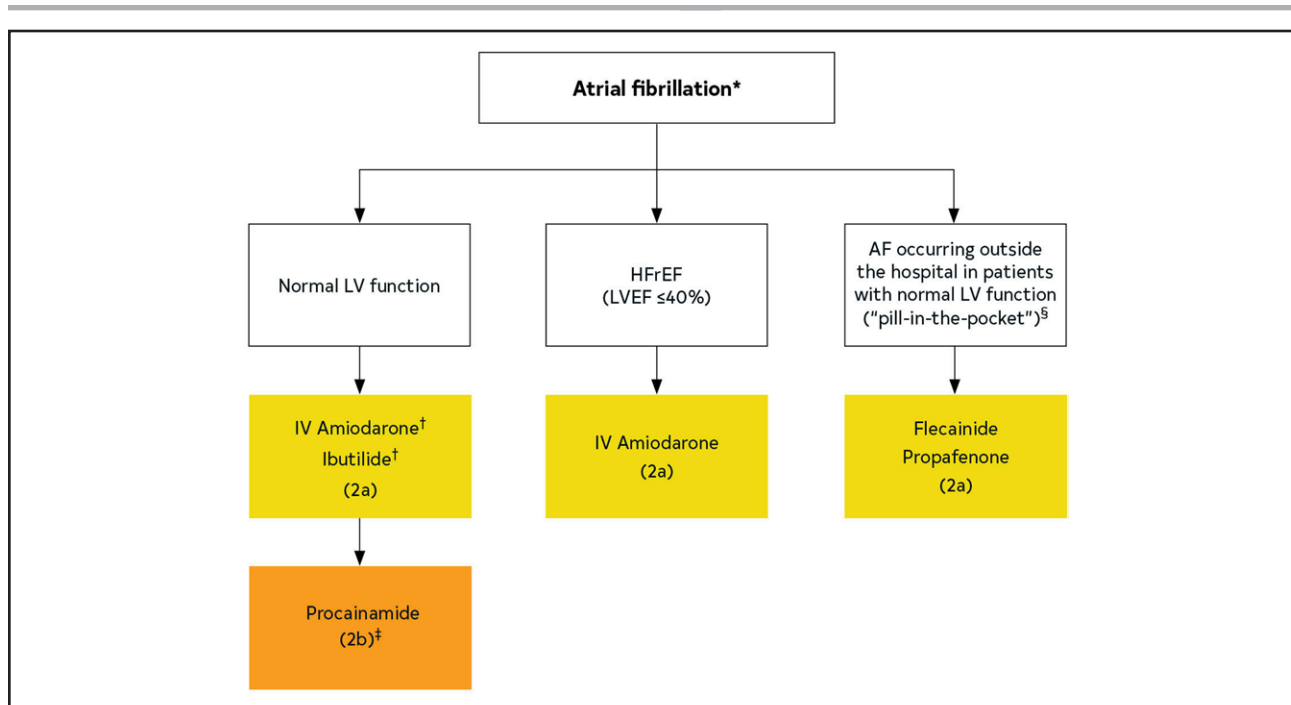 Atrial fibrillation*
Normal LV function
HFrEF
(LVEF ≤40%)
AF occurring outside
the hospital in patients
with normal LV function
("pill-in-the-pocket")§
IV Amiodarone†
Ibutilide†
(2a)
IV Amiodarone
(2a)
Flecainide
Propafenone
(2a)
Procainamide
(2b)‡